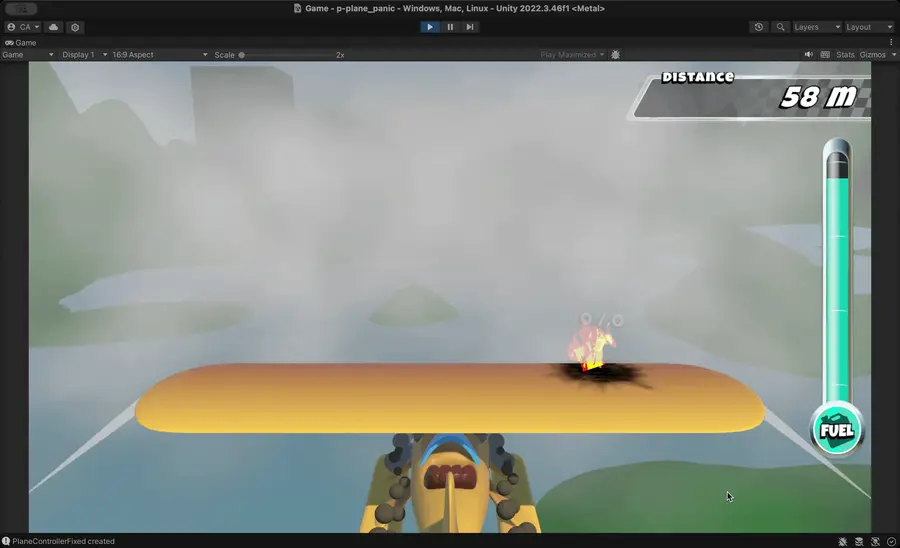 Game - p-plane_panic - Windows, Mac, Linux - Unity 2022.3.46f1 <Metal>
CA
Layers
Layout
Game
Game
Display 1
16:9 Aspect
Scale
2x
Play Maximized
Stats
Gizmos
DISTANCE
58 m
0%
FUEL
PlaneControllerFixed created